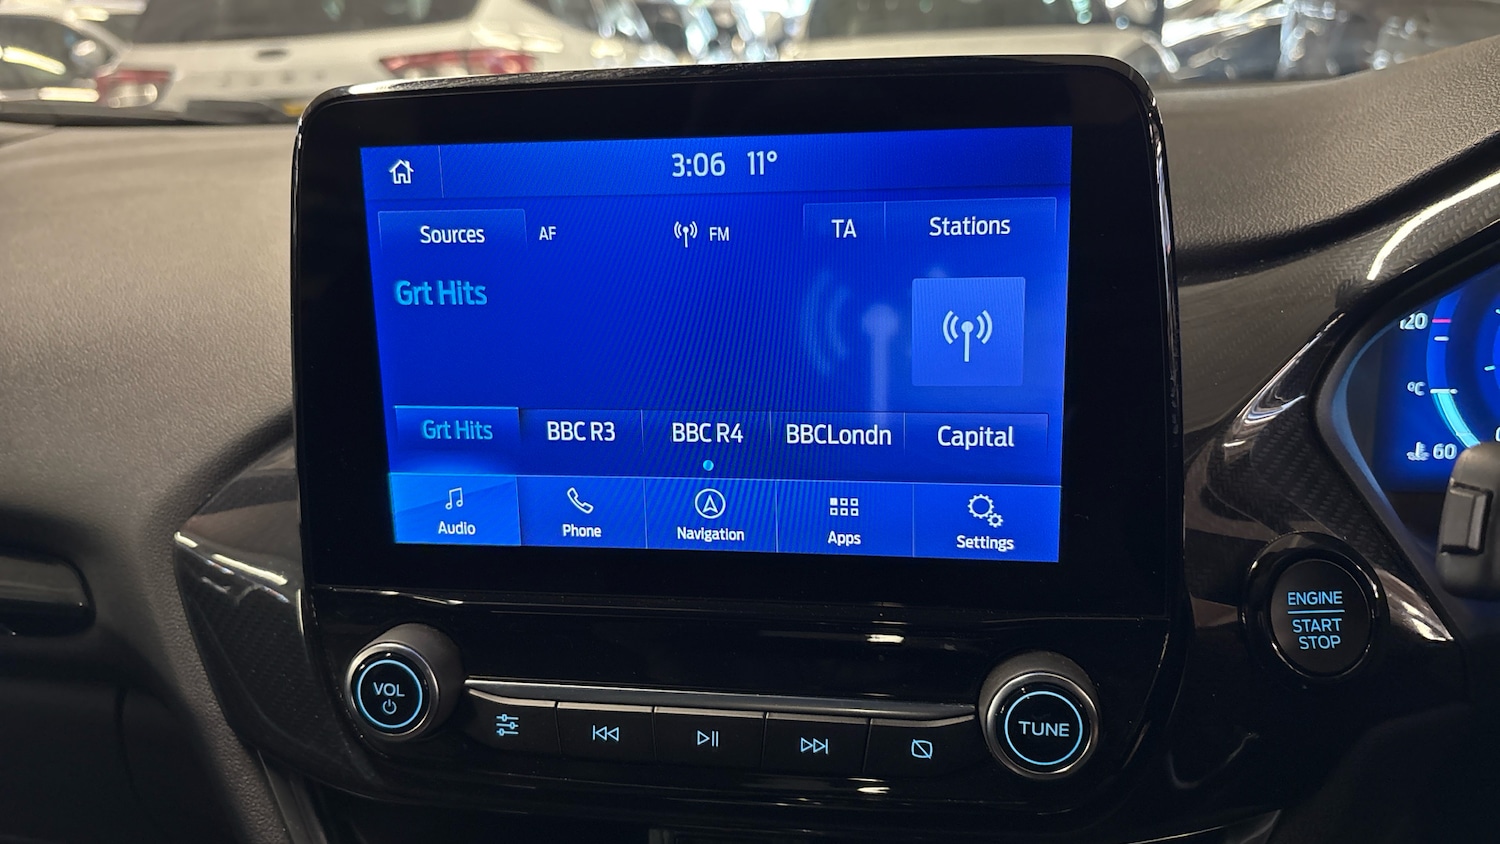 3:06 11°
Sources AF FM TA Stations
Grt Hits
Grt Hits BBC R3 BBC R4 BBCLondn Capital
Audio Phone Navigation Apps Settings
VOL
TUNE
ENGINE
START
STOP
120
°C
60